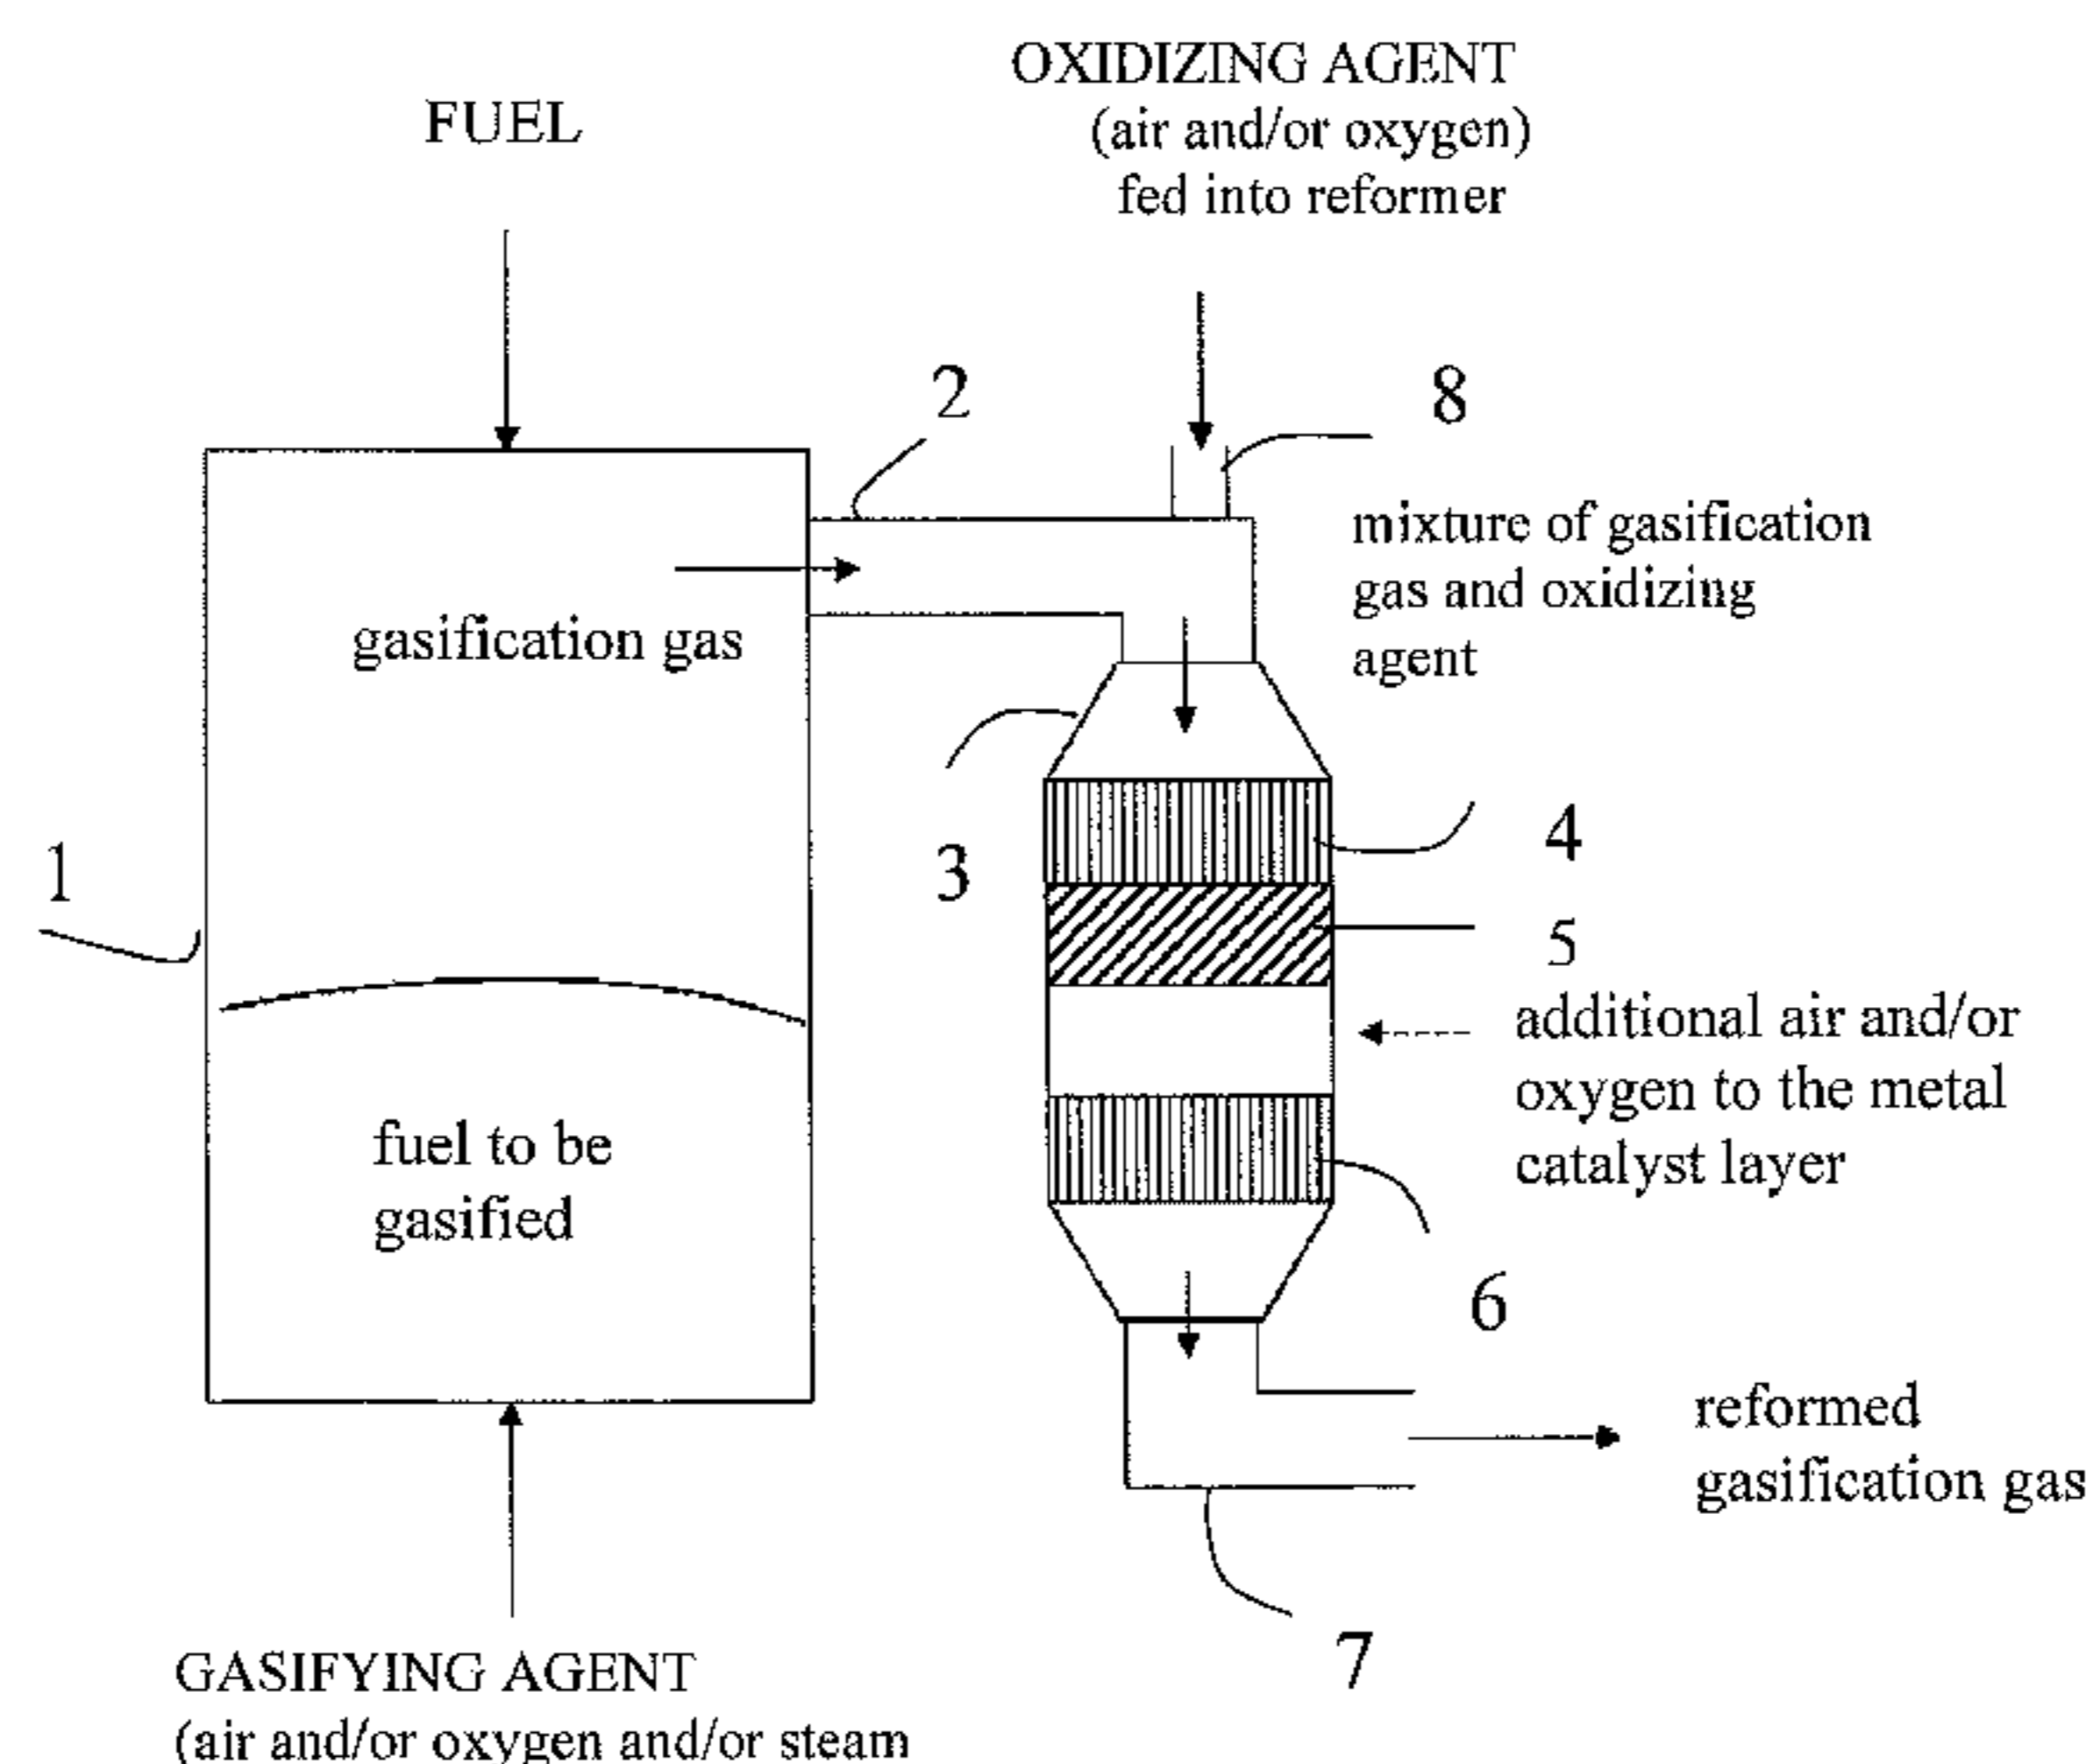 OXIDIZING AGENT
(air and/or oxygen)
fed into reformer
FUEL
2
8
mixture of gasification
gas and oxidizing
agent
gasification gas
1
3
4
5
additional air and/or
oxygen to the metal
catalyst layer
fuel to be
gasified
6
reformed
gasification gas
7
GASIFYING AGENT
(air and/or oxygen and/or steam